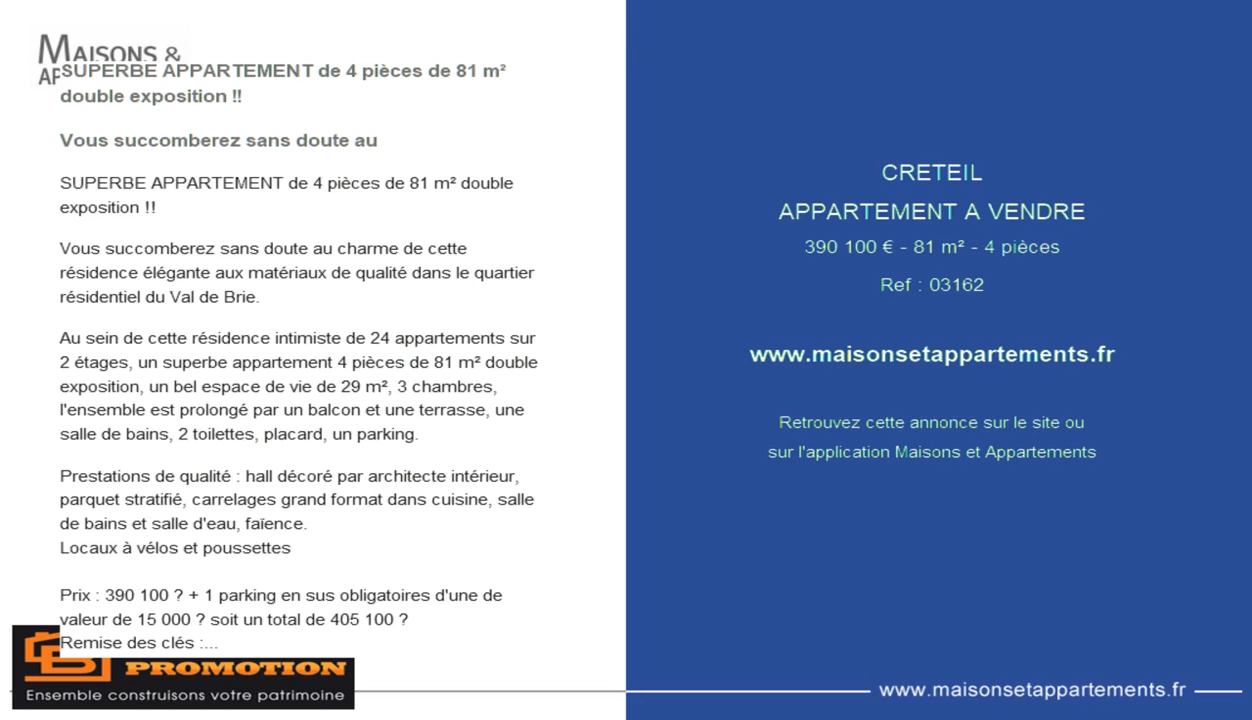 MAISONS &
AP
SUPERBE APPARTEMENT de 4 pièces de 81 m²
double exposition !!
Vous succomberez sans doute au
SUPERBE APPARTEMENT de 4 pièces de 81 m² double
exposition !!
Vous succomberez sans doute au charme de cette
résidence élégante aux matériaux de qualité dans le quartier
résidentiel du Val de Brie.
Au sein de cette résidence intimiste de 24 appartements sur
2 étages, un superbe appartement 4 pièces de 81 m² double
exposition, un bel espace de vie de 29 m², 3 chambres,
l'ensemble est prolongé par un balcon et une terrasse, une
salle de bains, 2 toilettes, placard, un parking.
Prestations de qualité : hall décoré par architecte intérieur,
parquet stratifié, carrelages grand format dans cuisine, salle
de bains et salle d'eau, faïence.
Locaux à vélos et poussettes
Prix : 390 100 ? + 1 parking en sus obligatoires d'une de
valeur de 15 000 ? soit un total de 405 100 ?
Remise des clés :...
PROMOTION
Ensemble construisons votre patrimoine
CRETEIL
APPARTEMENT A VENDRE
390 100 € - 81 m² - 4 pièces
Ref : 03162
www.maisonsetappartements.fr
Retrouvez cette annonce sur le site ou
sur l'application Maisons et Appartements
www.maisonsetappartements.fr